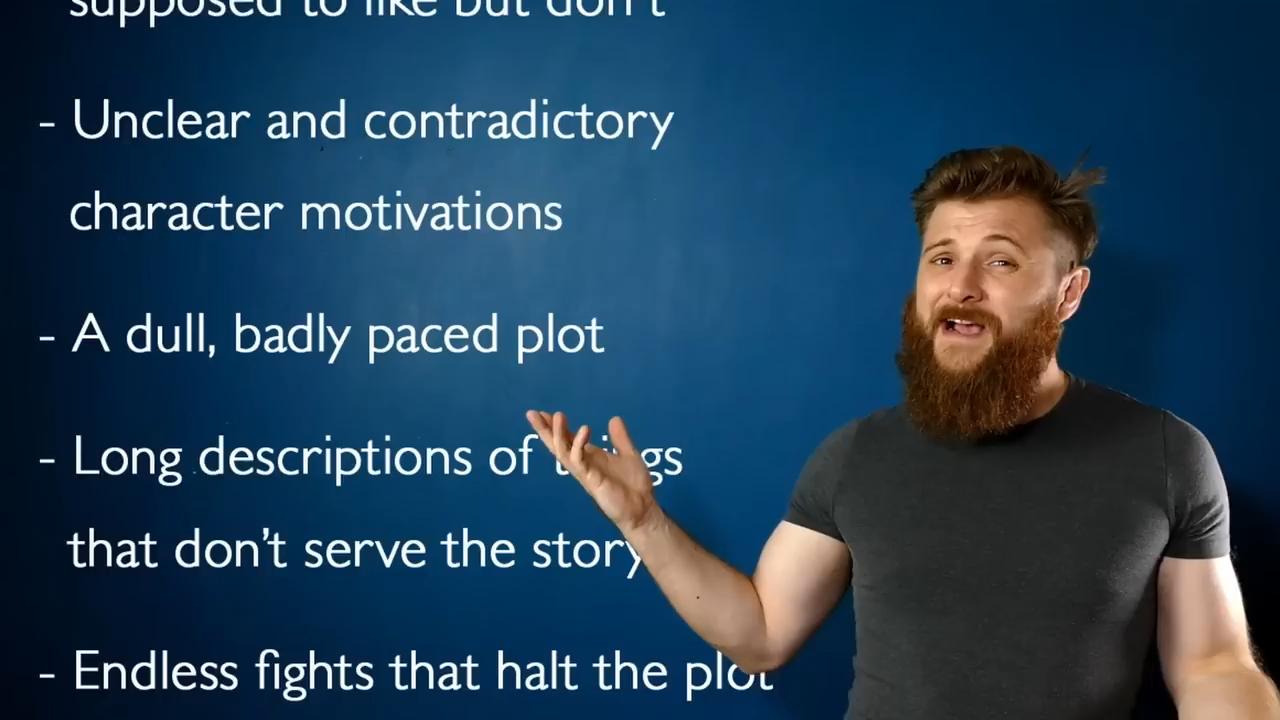 supposed to like but don't
- Unclear and contradictory
character motivations
- A dull, badly paced plot
- Long descriptions of things
that don't serve the story
- Endless fights that halt the plot